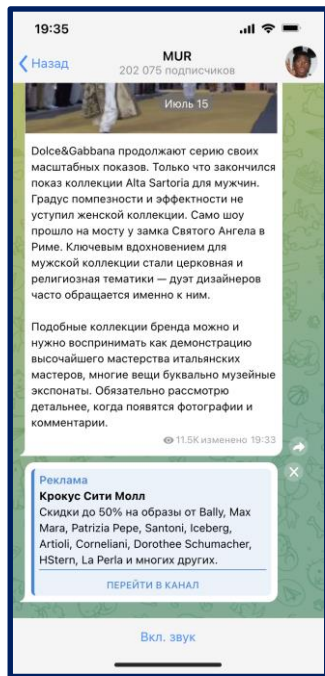 19:35
Назад
MUR
202 075 подписчиков
Июль 15
Dolce&Gabbana продолжают серию своих
масштабных показов. Только что закончился
показ коллекции Alta Sartoria для мужчин.
Градус помпезности и эффектности не
уступил женской коллекции. Само шоу
прошло на мосту у замка Святого Ангела в
Риме. Ключевым вдохновением для
мужской коллекции стали церковная и
религиозная тематики — дуэт дизайнеров
часто обращается именно к ним.
Подобные коллекции бренда можно и
нужно воспринимать как демонстрацию
высочайшего мастерства итальянских
мастеров, многие вещи буквально музейные
экспонаты. Обязательно рассмотрю
детальнее, когда появятся фотографии и
комментарии.
11.5K изменено 19:33
Реклама
Крокус Сити Молл
Скидки до 50% на образы от Bally, Max
Mara, Patrizia Pepe, Santoni, Iceberg,
Artioli, Corneliani, Dorothee Schumacher,
HStern, La Perla и многих других.
ПЕРЕЙТИ В КАНАЛ
Вкл. звук